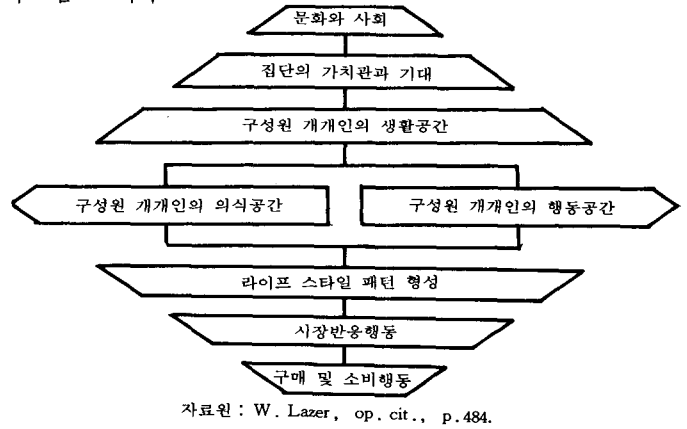 문화와 사회
집단의 가치관과 기대
구성원 개개인의 생활공간
구성원 개개인의 의식공간
구성원 개개인의 행동공간
라이프 스타일 패턴 형성
시장반응행동
구매 및 소비행동
자료원 : W. Lazer, op. cit., p.484.